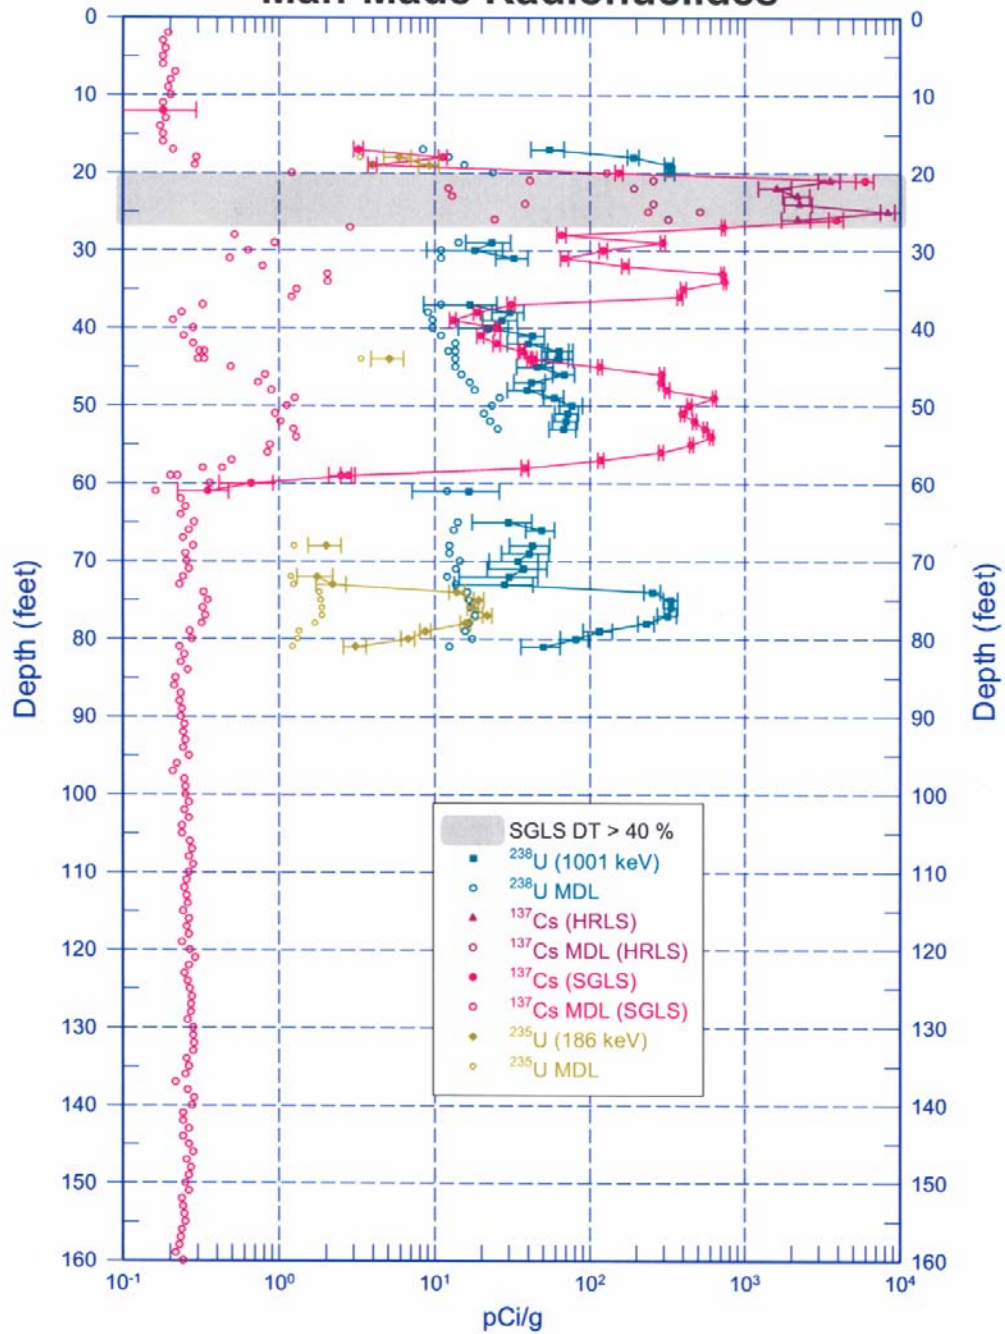 Man-Made Radionuclides
0 0
10 10
20 20
30 30
40 40
50 50
60 60
70 70
80 80
90 90
100 100
110 110
120 120
130 130
140 140
150 150
160 160
Depth (feet)
Depth (feet)
SGLS DT > 40 %
²³⁸U (1001 keV)
²³⁸U MDL
¹³⁷Cs (HRLS)
¹³⁷Cs MDL (HRLS)
¹³⁷Cs (SGLS)
¹³⁷Cs MDL (SGLS)
²³⁵U (186 keV)
²³⁵U MDL
10⁻¹ 10⁰ 10¹ 10² 10³ 10⁴
pCi/g